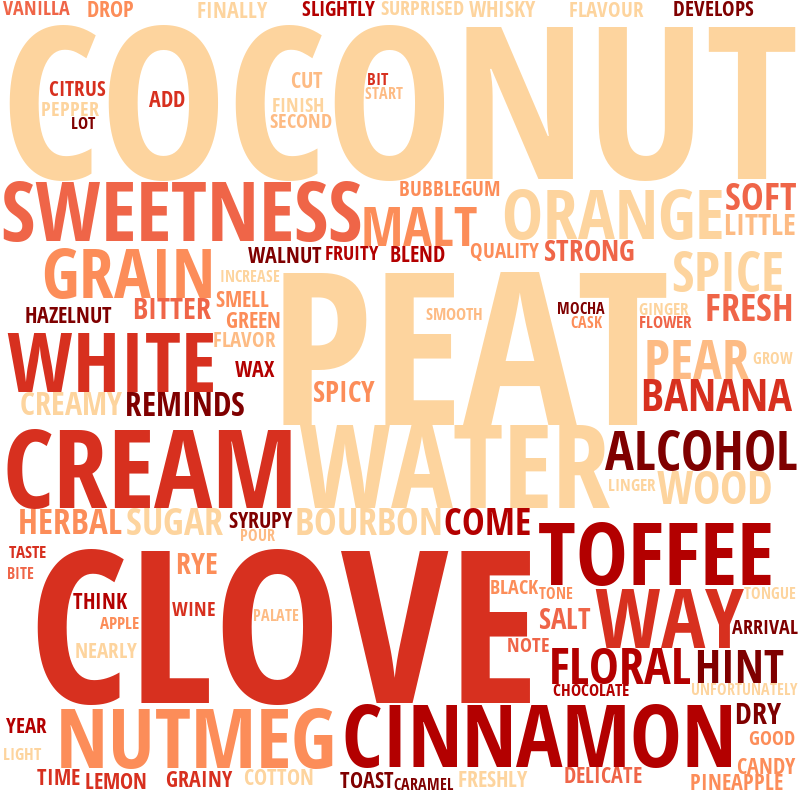 VANILLA DROP FINALLY SLIGHTLY SURPRISED WHISKY FLAVOUR DEVELOPS
COCONUT
CITRUS ADD CUT BIT
PEPPER FINISH START
LOT SECOND
SWEETNESS BUBBLEGUM ORANGE SOFT
MALT LITTLE
GRAIN WALNUT FRUITY BLEND QUALITY STRONG SPICE
INCREASE
PEAT
HAZELNUT BITTER SMELL SMOOTH MOCHA GINGER FRESH
GREEN CASK FLOWER
WHITE FLAVOR PEAR GROW
WAX
CREAMY REMINDS SPICY BANANA
CREAM WATER ALCOHOL
LINGER WOOD
HERBAL SUGAR SYRUPY BOURBON COME
POUR
TASTE CLOVE TOFFEE
BITE RYE
THINK WINE BLACK TONE WAY TONGUE
APPLE PALATE SALT ARRIVAL
NEARLY NOTE FLORAL HINT
CHOCOLATE UNFORTUNATELY
YEAR NUTMEG CINNAMON DRY
LIGHT GOOD
TIME LEMON GRAINY COTTON TOAST CARAMEL FRESHLY DELICATE CANDY
PINEAPPLE